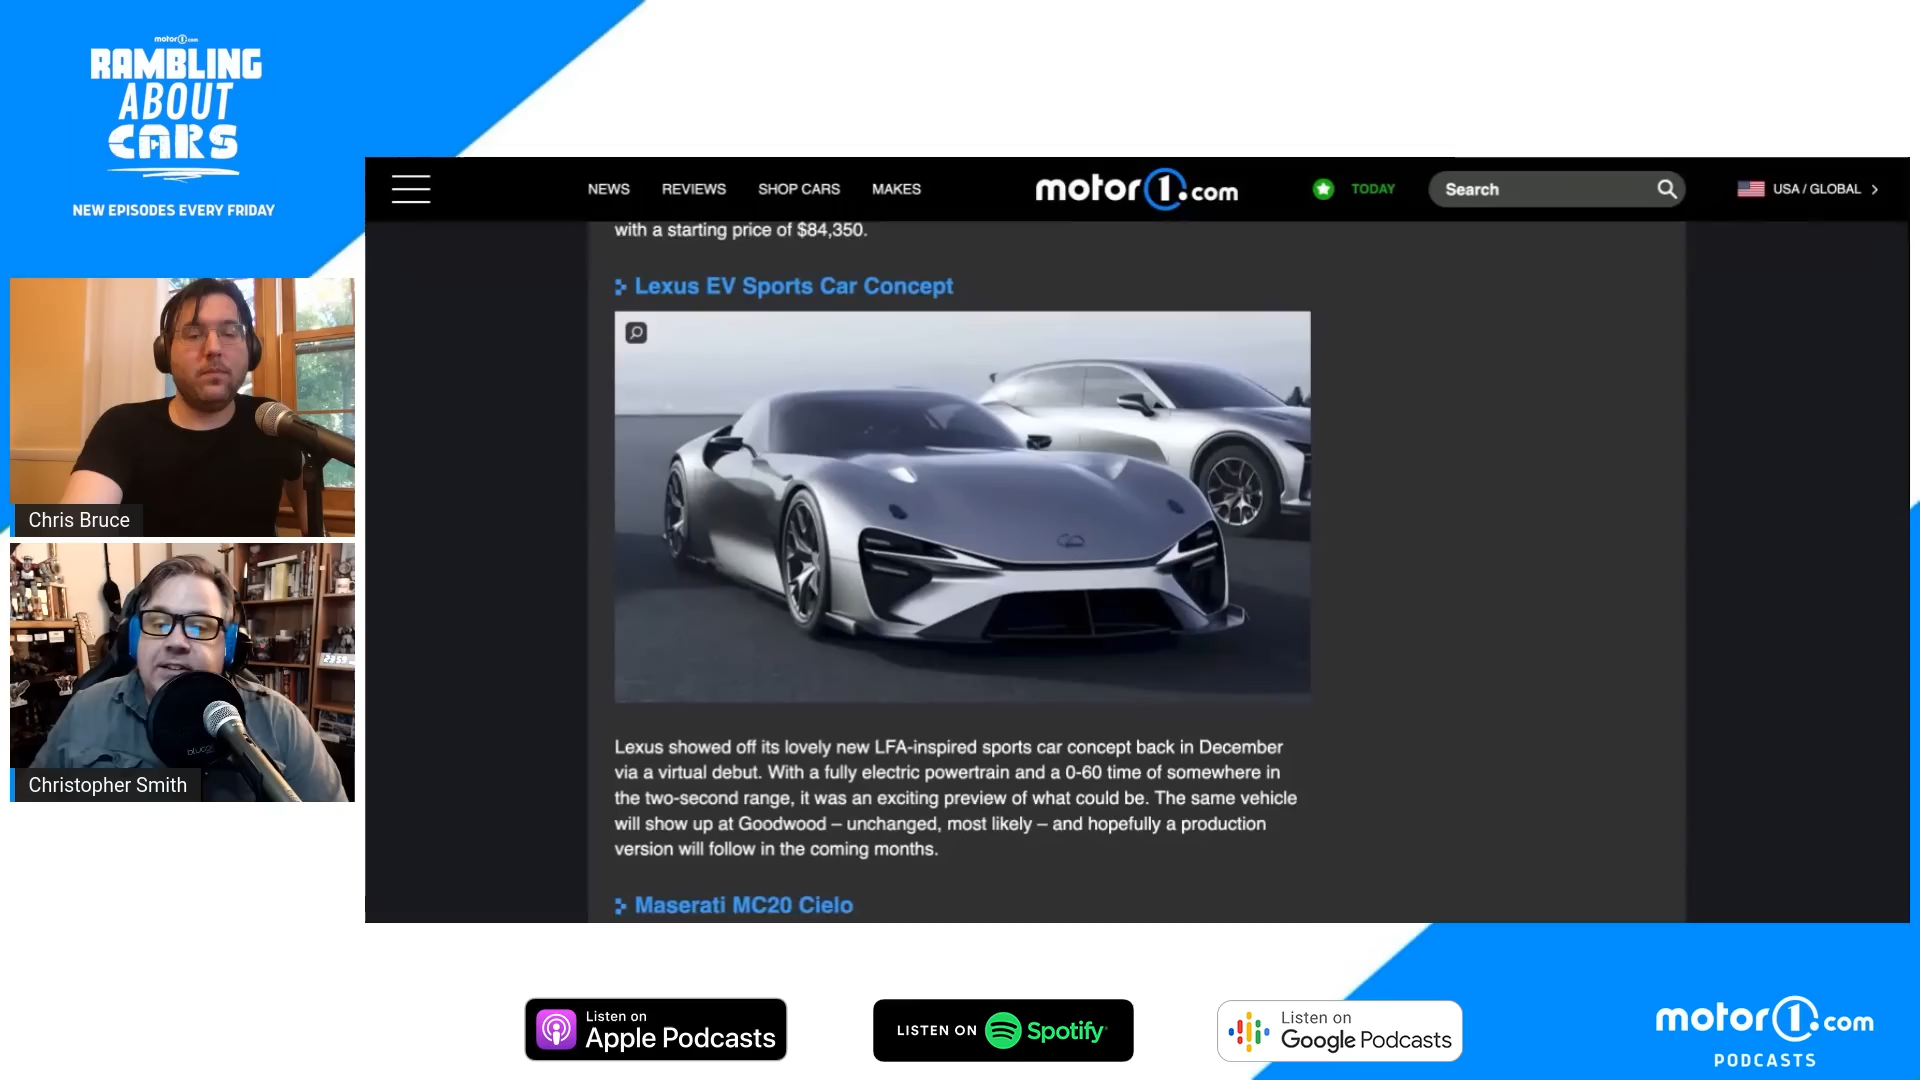 motor1.com
RAMBLING
ABOUT
CARS
NEW EPISODES EVERY FRIDAY
NEWS REVIEWS SHOP CARS MAKES motor1.com TODAY Search USA / GLOBAL
with a starting price of $84,350.
Lexus EV Sports Car Concept
Lexus showed off its lovely new LFA-inspired sports car concept back in December
via a virtual debut. With a fully electric powertrain and a 0-60 time of somewhere in
the two-second range, it was an exciting preview of what could be. The same vehicle
will show up at Goodwood – unchanged, most likely – and hopefully a production
version will follow in the coming months.
Maserati MC20 Cielo
Chris Bruce
Christopher Smith
Listen on
Apple Podcasts
LISTEN ON Spotify
Listen on
Google Podcasts
motor1.com
PODCASTS